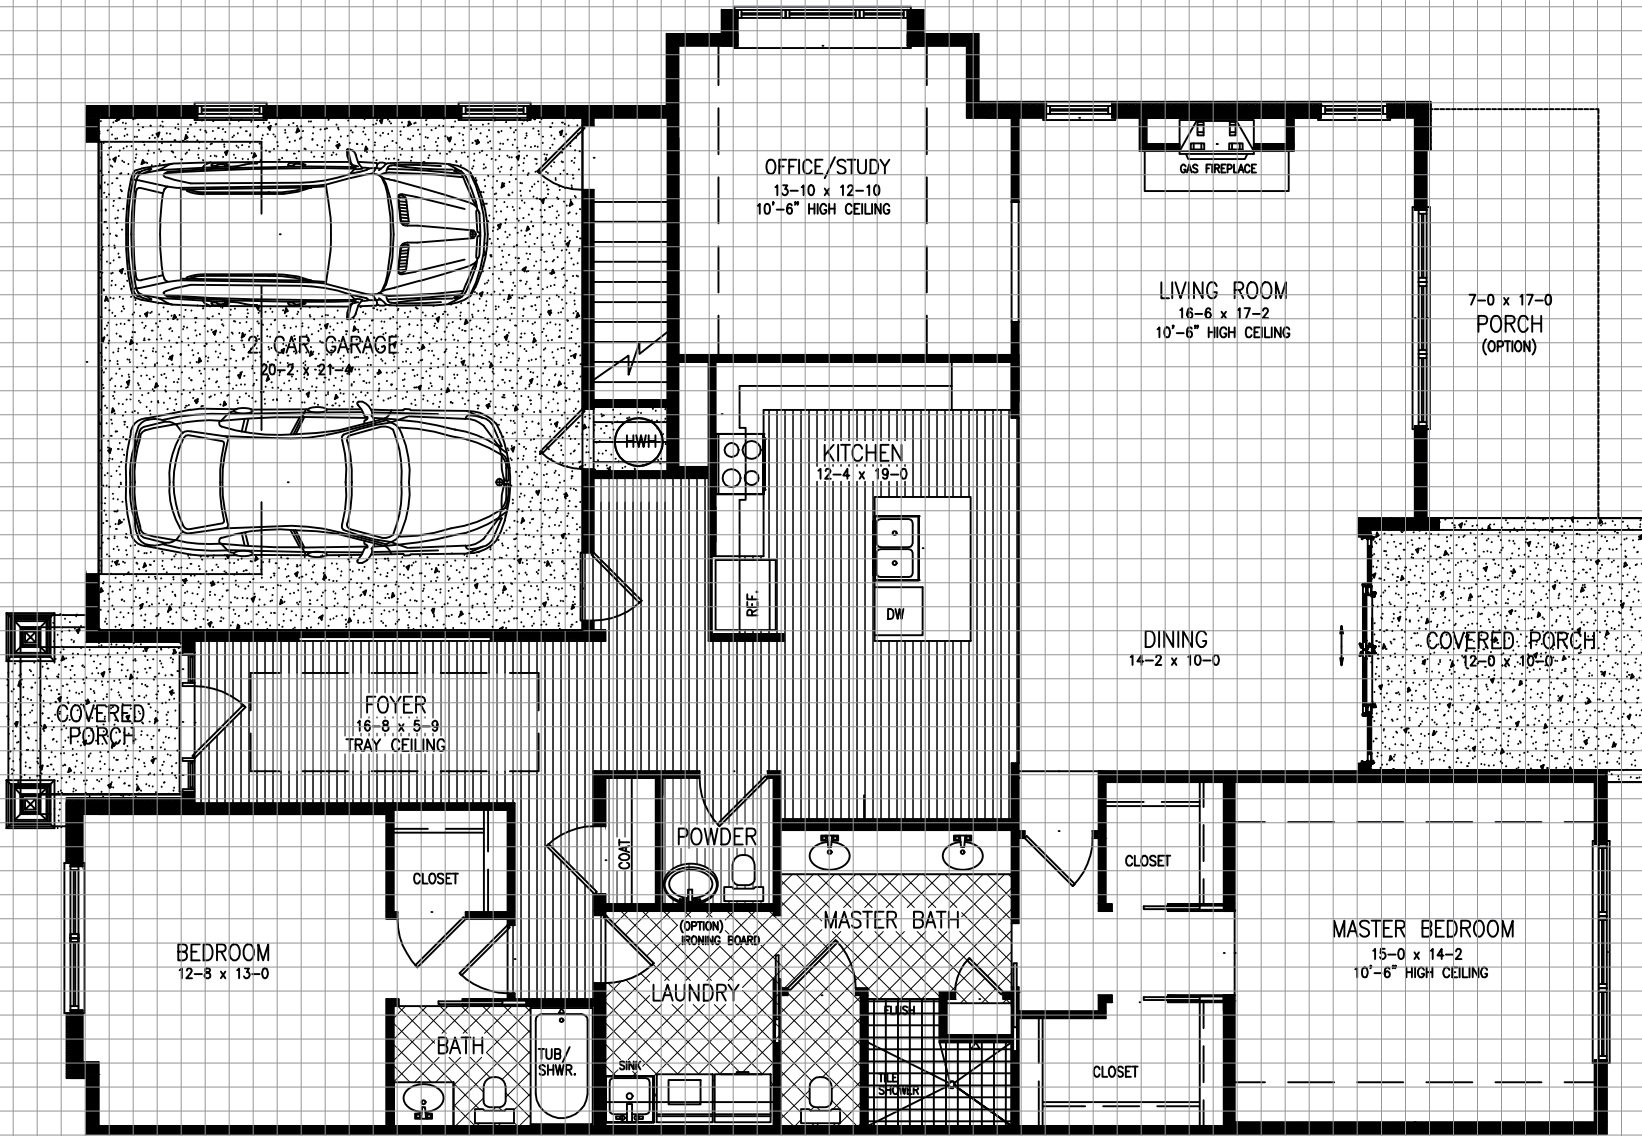 OFFICE/STUDY
13-10 x 12-10
10'-6" HIGH CEILING
GAS FIREPLACE
LIVING ROOM
16-6 x 17-2
10'-6" HIGH CEILING
7-0 x 17-0
PORCH
(OPTION)
2 CAR GARAGE
20-2 x 21-4
HWH
KITCHEN
12-4 x 19-0
REF.
DW
DINING
14-2 x 10-0
COVERED PORCH
12-0 x 10-0
COVERED
PORCH
FOYER
16-8 x 5-9
TRAY CEILING
COAT
POWDER
CLOSET
CLOSET
BEDROOM
12-8 x 13-0
(OPTION)
IRONING BOARD
MASTER BATH
MASTER BEDROOM
15-0 x 14-2
10'-6" HIGH CEILING
LAUNDRY
FLUSH
BATH
TUB/
SHWR.
SINK
TILE
SHOWER
CLOSET